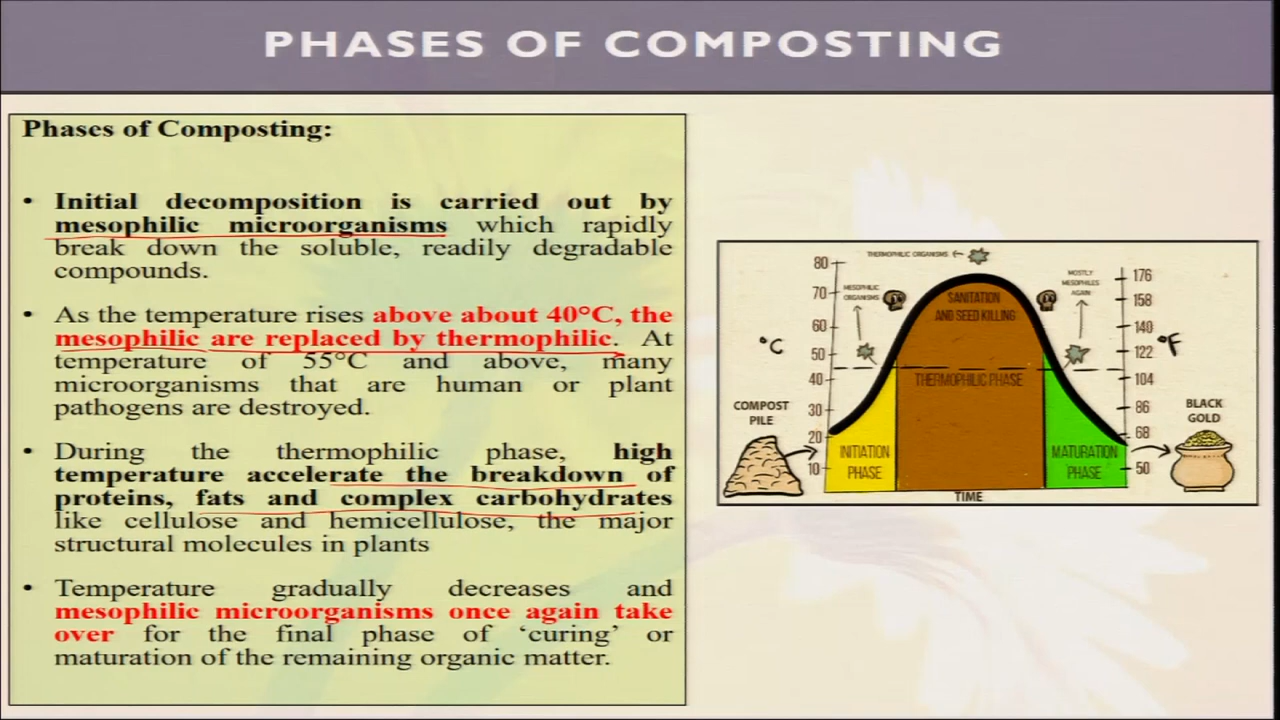 PHASES OF COMPOSTING
Phases of Composting:
• Initial decomposition is carried out by
mesophilic microorganisms which rapidly
break down the soluble, readily degradable
compounds.
• As the temperature rises above about 40°C, the
mesophilic are replaced by thermophilic. At
temperature of 55°C and above, many
microorganisms that are human or plant
pathogens are destroyed.
• During the thermophilic phase, high
temperature accelerate the breakdown of
proteins, fats and complex carbohydrates
like cellulose and hemicellulose, the major
structural molecules in plants
• Temperature gradually decreases and
mesophilic microorganisms once again take
over for the final phase of ‘curing’ or
maturation of the remaining organic matter.
THERMOPHILIC ORGANISMS
MESOPHILIC
ORGANISMS
MOSTLY
MESOPHILES
AGAIN
SANITATION
AND SEED KILLING
THERMOPHILIC PHASE
INITIATION
PHASE
MATURATION
PHASE
80
70
60
50
40
30
20
10
°C
176
158
140
122
104
86
68
50
°F
COMPOST
PILE
BLACK
GOLD
TIME